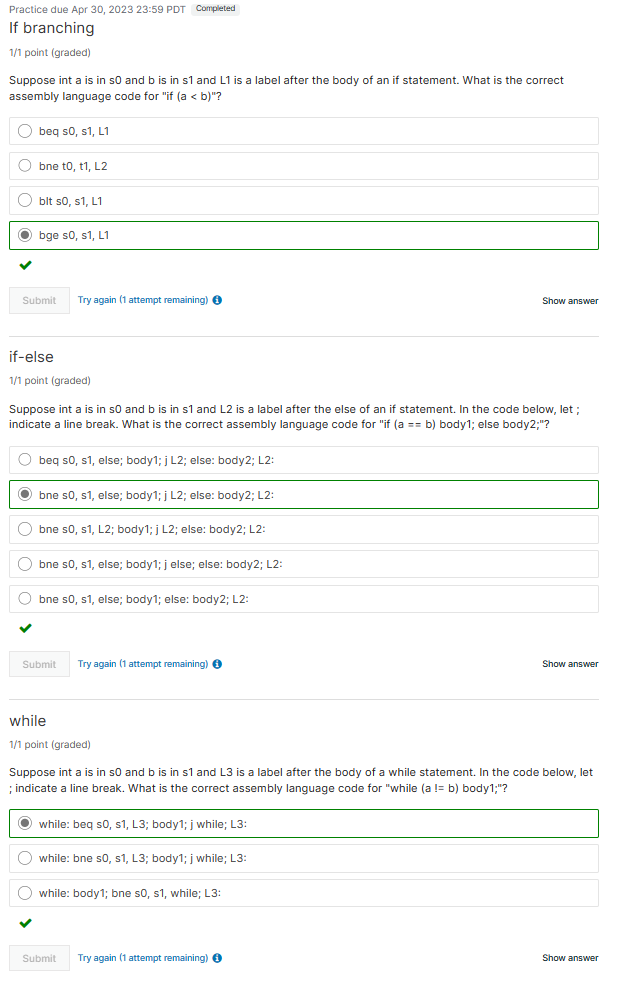 Practice due Apr 30, 2023 23:59 PDT Completed
If branching
1/1 point (graded)
Suppose int a is in s0 and b is in s1 and L1 is a label after the body of an if statement. What is the correct
assembly language code for "if (a < b)"?
beq s0, s1, L1
bne t0, t1, L2
blt s0, s1, L1
bge s0, s1, L1
Submit Try again (1 attempt remaining) Show answer
if-else
1/1 point (graded)
Suppose int a is in s0 and b is in s1 and L2 is a label after the else of an if statement. In the code below, let ;
indicate a line break. What is the correct assembly language code for "if (a == b) body1; else body2;"?
beq s0, s1, else; body1; j L2; else: body2; L2:
bne s0, s1, else; body1; j L2; else: body2; L2:
bne s0, s1, L2; body1; j L2; else: body2; L2:
bne s0, s1, else; body1; j else; else: body2; L2:
bne s0, s1, else; body1; else: body2; L2:
Submit Try again (1 attempt remaining) Show answer
while
1/1 point (graded)
Suppose int a is in s0 and b is in s1 and L3 is a label after the body of a while statement. In the code below, let
; indicate a line break. What is the correct assembly language code for "while (a != b) body1;"?
while: beq s0, s1, L3; body1; j while; L3:
while: bne s0, s1, L3; body1; j while; L3:
while: body1; bne s0, s1, while; L3:
Submit Try again (1 attempt remaining) Show answer